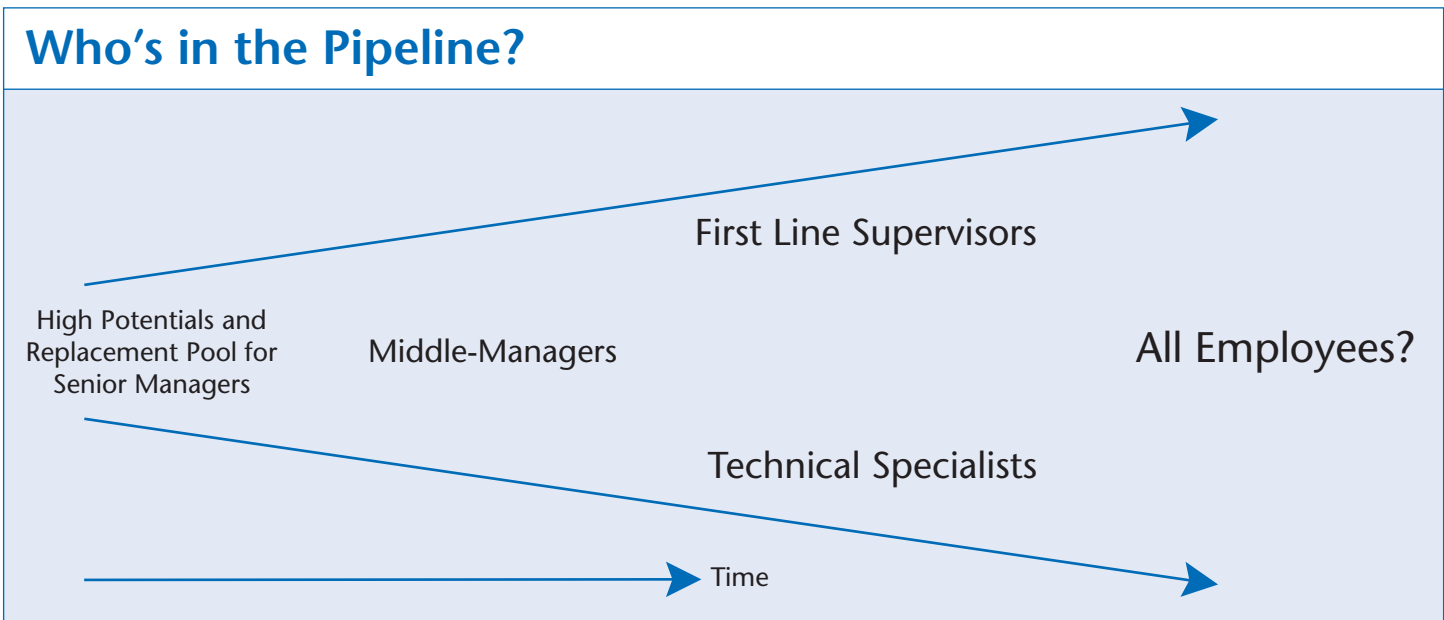 Who’s in the Pipeline?
First Line Supervisors
High Potentials and
Replacement Pool for
Senior Managers
Middle-Managers
All Employees?
Technical Specialists
Time